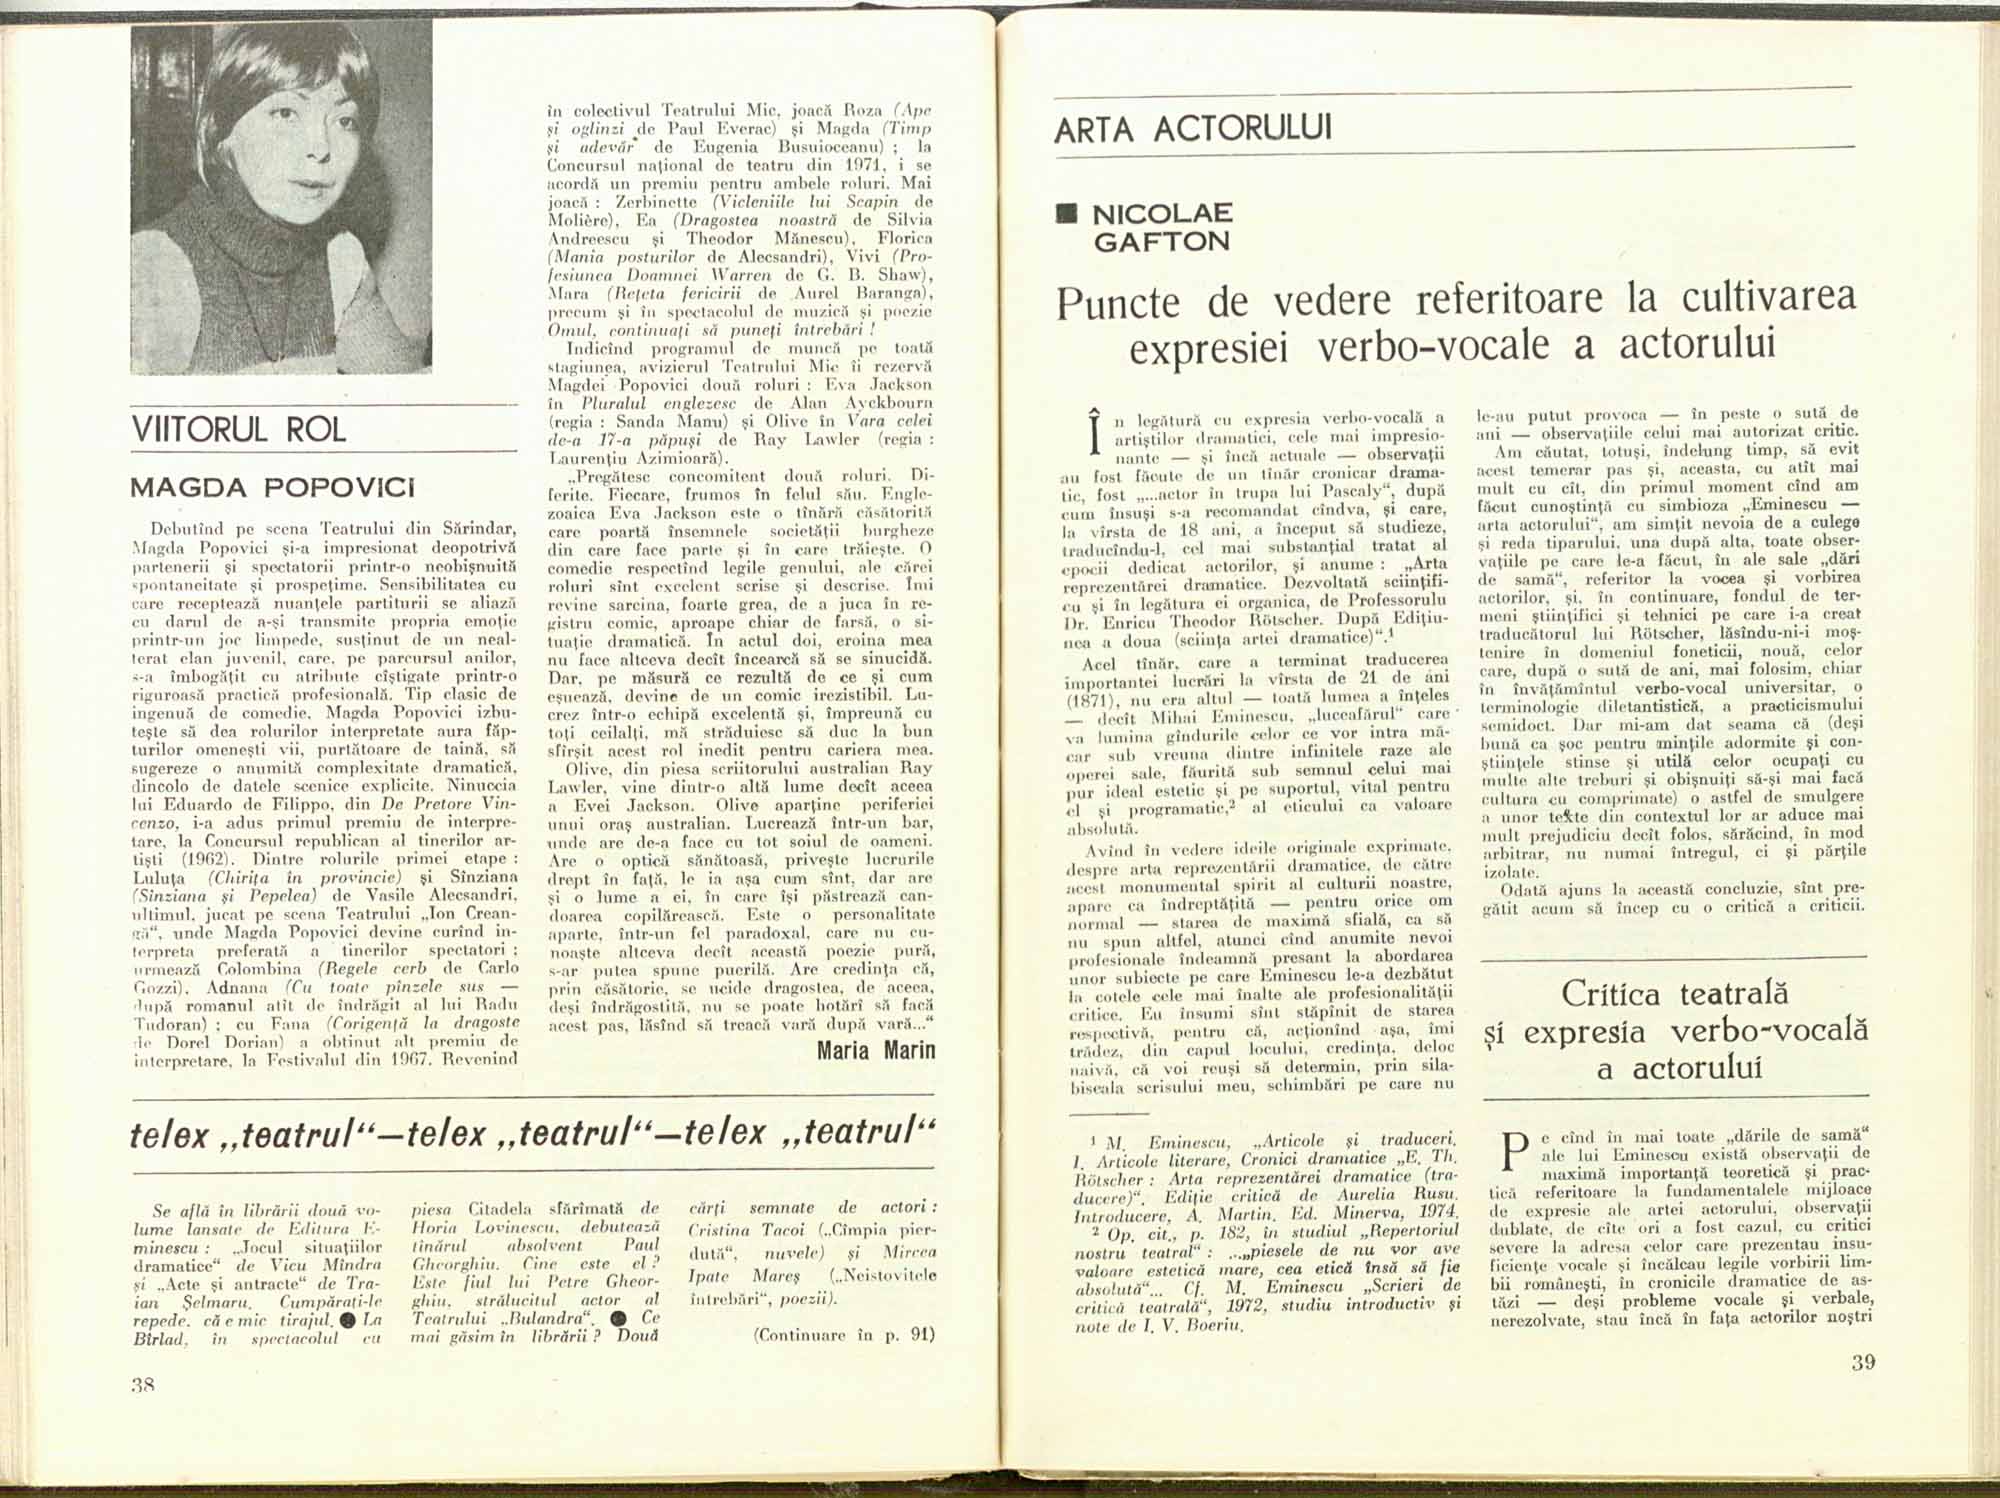 VIITORUL ROL
MAGDA POPOVICI
Debutînd pe scena Teatrului din Sărindar,
Magda Popovici şi-a impresionat deopotrivă
partenerii şi spectatorii printr-o neobişnuită
spontaneitate şi prospeţime. Sensibilitatea cu
care receptează nuanţele partiturii se aliază
cu darul de a-şi transmite propria emoţie
printr-un joc limpede, susţinut de un neal-
terat elan juvenil, care, pe parcursul anilor,
s-a îmbogăţit cu atribute cîştigate printr-o
riguroasă practică profesională. Tip clasic de
ingenuă de comedie, Magda Popovici izbu-
teşte să dea rolurilor interpretate aura făp-
turilor omeneşti vii, purtătoare de taină, să
sugereze o anumită complexitate dramatică,
dincolo de datele scenice explicite. Ninuccia
lui Eduardo de Filippo, din De Pretore Vin-
cenzo, i-a adus primul premiu de interpre-
tare, la Concursul republican al tinerilor ar-
tişti (1962). Dintre rolurile primei etape :
Luluţa (Chiriţa în provincie) şi Sînziana
(Sînziana şi Pepelea) de Vasile Alecsandri,
ultimul, jucat pe scena Teatrului „Ion Crean-
gă“, unde Magda Popovici devine curînd in-
terpreta preferată a tinerilor spectatori ;
urmează Colombina (Regele cerb de Carlo
Gozzi), Adnana (Cu toate pînzele sus —
după romanul atît de îndrăgit al lui Radu
Tudoran) ; cu Fana (Corigenţă la dragoste
de Dorel Dorian) a obţinut alt premiu de
interpretare, la Festivalul din 1967. Revenind
în colectivul Teatrului Mic, joacă Roza (Ape
şi oglinzi de Paul Everac) şi Magda (Timp
şi adevăr de Eugenia Busuioceanu) ; la
Concursul naţional de teatru din 1971, i se
acordă un premiu pentru ambele roluri. Mai
joacă : Zerbinette (Vicleniile lui Scapin de
Molière), Ea (Dragostea noastră de Silvia
Andreescu şi Theodor Mănescu), Florica
(Mania posturilor de Alecsandri), Vivi (Pro-
fesiunea Doamnei Warren de G. B. Shaw),
Mara (Reţeta fericirii de Aurel Baranga),
precum şi în spectacolul de muzică şi poezie
Omul, continuaţi să puneţi întrebări !
Indicînd programul de muncă pe toată
stagiunea, avizierul Teatrului Mic îi rezervă
Magdei Popovici două roluri : Eva Jackson
în Pluralul englezesc de Alan Ayckbourn
(regia : Sanda Manu) şi Olive în Vara celei
de-a 17-a păpuşi de Ray Lawler (regia :
Laurenţiu Azimioară).
„Pregătesc concomitent două roluri. Di-
ferite. Fiecare, frumos în felul său. Engle-
zoaica Eva Jackson este o tînără căsătorită
care poartă însemnele societăţii burgheze
din care face parte şi în care trăieşte. O
comedie respectînd legile genului, ale cărei
roluri sînt excelent scrise şi descrise. Îmi
revine sarcina, foarte grea, de a juca în re-
gistru comic, aproape chiar de farsă, o si-
tuaţie dramatică. În actul doi, eroina mea
nu face altceva decît încearcă să se sinucidă.
Dar, pe măsură ce rezultă de ce şi cum
eşuează, devine de un comic irezistibil. Lu-
crez într-o echipă excelentă şi, împreună cu
toţi ceilalţi, mă străduiesc să duc la bun
sfîrşit acest rol inedit pentru cariera mea.
Olive, din piesa scriitorului australian Ray
Lawler, vine dintr-o altă lume decît aceea
a Evei Jackson. Olive aparţine periferiei
unui oraş australian. Lucrează într-un bar,
unde are de-a face cu tot soiul de oameni.
Are o optică sănătoasă, priveşte lucrurile
drept în faţă, le ia aşa cum sînt, dar are
şi o lume a ei, în care îşi păstrează can-
doarea copilărească. Este o personalitate
aparte, într-un fel paradoxal, care nu cu-
noaşte altceva decît această poezie pură,
s-ar putea spune puerilă. Are credinţa că,
prin căsătorie, se ucide dragostea, de aceea,
deşi îndrăgostită, nu se poate hotărî să facă
acest pas, lăsînd să treacă vară după vară...“
Maria Marin
telex „teatrul“—telex „teatrul“—telex „teatrul“
Se află în librării două vo-
lume lansate de Editura E-
minescu : „Jocul situaţiilor
dramatice“ de Vicu Mîndra
şi „Acte şi antracte“ de Tra-
ian Şelmaru. Cumpăraţi-le
repede, că e mic tirajul. ● La
Bîrlad, în spectacolul cu
piesa Citadela sfărîmată de
Horia Lovinescu, debutează
tînărul absolvent Paul
Gheorghiu. Cine este el ?
Este fiul lui Petre Gheor-
ghiu, strălucitul actor al
Teatrului „Bulandra“. ● Ce
mai găsim în librării ? Două
cărţi semnate de actori :
Cristina Tacoi („Cîmpia pier-
dută“, nuvele) şi Mircea
Ipate Mareş („Neistovitele
întrebări“, poezii).
(Continuare în p. 91)
38
ARTA ACTORULUI
■ NICOLAE
GAFTON
Puncte de vedere referitoare la cultivarea
expresiei verbo-vocale a actorului
În legătură cu expresia verbo-vocală a
artiştilor dramatici, cele mai impresio-
nante — şi încă actuale — observaţii
au fost făcute de un tînăr cronicar drama-
tic, fost „...actor în trupa lui Pascaly“, după
cum însuşi s-a recomandat cîndva, şi care,
la vîrsta de 18 ani, a început să studieze,
traducîndu-l, cel mai substanţial tratat al
epocii dedicat actorilor, şi anume : „Arta
reprezentărei dramatice. Dezvoltată sciinţifi-
cu şi în legătura ei organica, de Professorulu
Dr. Enricu Theodor Rötscher. După Ediţiu-
nea a doua (sciinţa artei dramatice)“.¹
Acel tînăr, care a terminat traducerea
importantei lucrări la vîrsta de 21 de ani
(1871), nu era altul — toată lumea a înţeles
— decît Mihai Eminescu, „luceafărul“ care
va lumina gîndurile celor ce vor intra mă-
car sub vreuna dintre infinitele raze ale
operei sale, făurită sub semnul celui mai
pur ideal estetic şi pe suportul, vital pentru
el şi programatic,² al eticului ca valoare
absolută.
Avînd în vedere ideile originale exprimate,
despre arta reprezentării dramatice, de către
acest monumental spirit al culturii noastre,
apare ca îndreptăţită — pentru orice om
normal — starea de maximă sfială, ca să
nu spun altfel, atunci cînd anumite nevoi
profesionale îndeamnă presant la abordarea
unor subiecte pe care Eminescu le-a dezbătut
la cotele cele mai înalte ale profesionalităţii
critice. Eu însumi sînt stăpînit de starea
respectivă, pentru că, acţionînd aşa, îmi
trădez, din capul locului, credinţa, deloc
naivă, că voi reuşi să determin, prin sila-
biseala scrisului meu, schimbări pe care nu
¹ M. Eminescu, „Articole şi traduceri.
I. Articole literare, Cronici dramatice „E. Th.
Rötscher : Arta reprezentărei dramatice (tra-
ducere)“. Ediţie critică de Aurelia Rusu.
Introducere, A. Martin. Ed. Minerva, 1974.
² Op. cit., p. 182, în studiul „Repertoriul
nostru teatral“ : ...„piesele de nu vor ave
valoare estetică mare, cea etică însă să fie
absolută“... Cf. M. Eminescu „Scrieri de
critică teatrală“, 1972, studiu introductiv şi
note de I. V. Boeriu.
le-au putut provoca — în peste o sută de
ani — observaţiile celui mai autorizat critic.
Am căutat, totuşi, îndelung timp, să evit
acest temerar pas şi, aceasta, cu atît mai
mult cu cît, din primul moment cînd am
făcut cunoştinţă cu simbioza „Eminescu —
arta actorului“, am simţit nevoia de a culege
şi reda tiparului, una după alta, toate obser-
vaţiile pe care le-a făcut, în ale sale „dări
de samă“, referitor la vocea şi vorbirea
actorilor, şi, în continuare, fondul de ter-
meni ştiinţifici şi tehnici pe care i-a creat
traducătorul lui Rötscher, lăsîndu-ni-i moş-
tenire în domeniul foneticii, nouă, celor
care, după o sută de ani, mai folosim, chiar
în învăţămîntul verbo-vocal universitar, o
terminologie diletantistică, a practicismului
semidoct. Dar mi-am dat seama că (deşi
bună ca şoc pentru minţile adormite şi con-
ştiinţele stinse şi utilă celor ocupaţi cu
multe alte treburi şi obişnuiţi să-şi mai facă
cultura cu comprimate) o astfel de smulgere
a unor texte din contextul lor ar aduce mai
mult prejudiciu decît folos, sărăcind, în mod
arbitrar, nu numai întregul, ci şi părţile
izolate.
Odată ajuns la această concluzie, sînt pre-
gătit acum să încep cu o critică a criticii.
Critica teatrală
şi expresia verbo-vocală
a actorului
Pe cînd în mai toate „dările de samă“
ale lui Eminescu există observaţii de
maximă importanţă teoretică şi prac-
tică referitoare la fundamentalele mijloace
de expresie ale artei actorului, observaţii
dublate, de cîte ori a fost cazul, cu critici
severe la adresa celor care prezentau insu-
ficienţe vocale şi încălcau legile vorbirii lim-
bii româneşti, în cronicile dramatice de as-
tăzi — deşi probleme vocale şi verbale,
nerezolvate, stau încă în faţa actorilor noştri
39